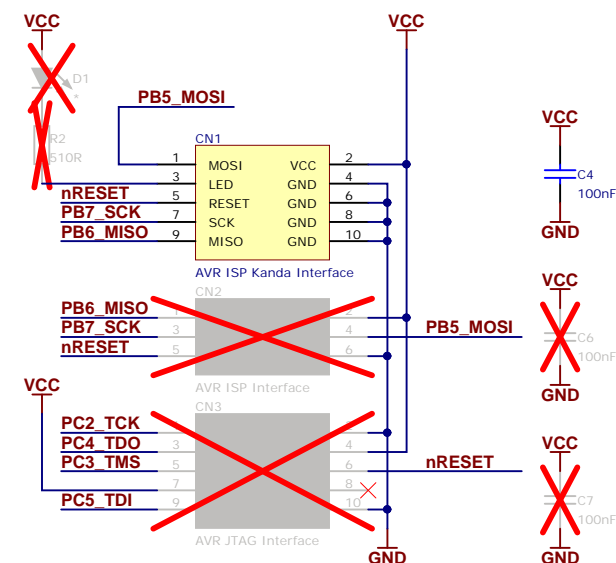 VCC
VCC
D1
*
PB5_MOSI
R2
510R
CN1
1 MOSI VCC 2
3 LED GND 4
nRESET 5 RESET GND 6
PB7_SCK 7 SCK GND 8
PB6_MISO 9 MISO GND 10
AVR ISP Kanda Interface
VCC
C4
100nF
GND
CN2
PB6_MISO 1 2
PB7_SCK 3 4 PB5_MOSI
nRESET 5 6
AVR ISP Interface
VCC
C6
100nF
GND
VCC
CN3
PC2_TCK
PC4_TDO 3 4
PC3_TMS 5 6 nRESET
7 8
PC5_TDI 9 10
AVR JTAG Interface
GND
VCC
C7
100nF
GND